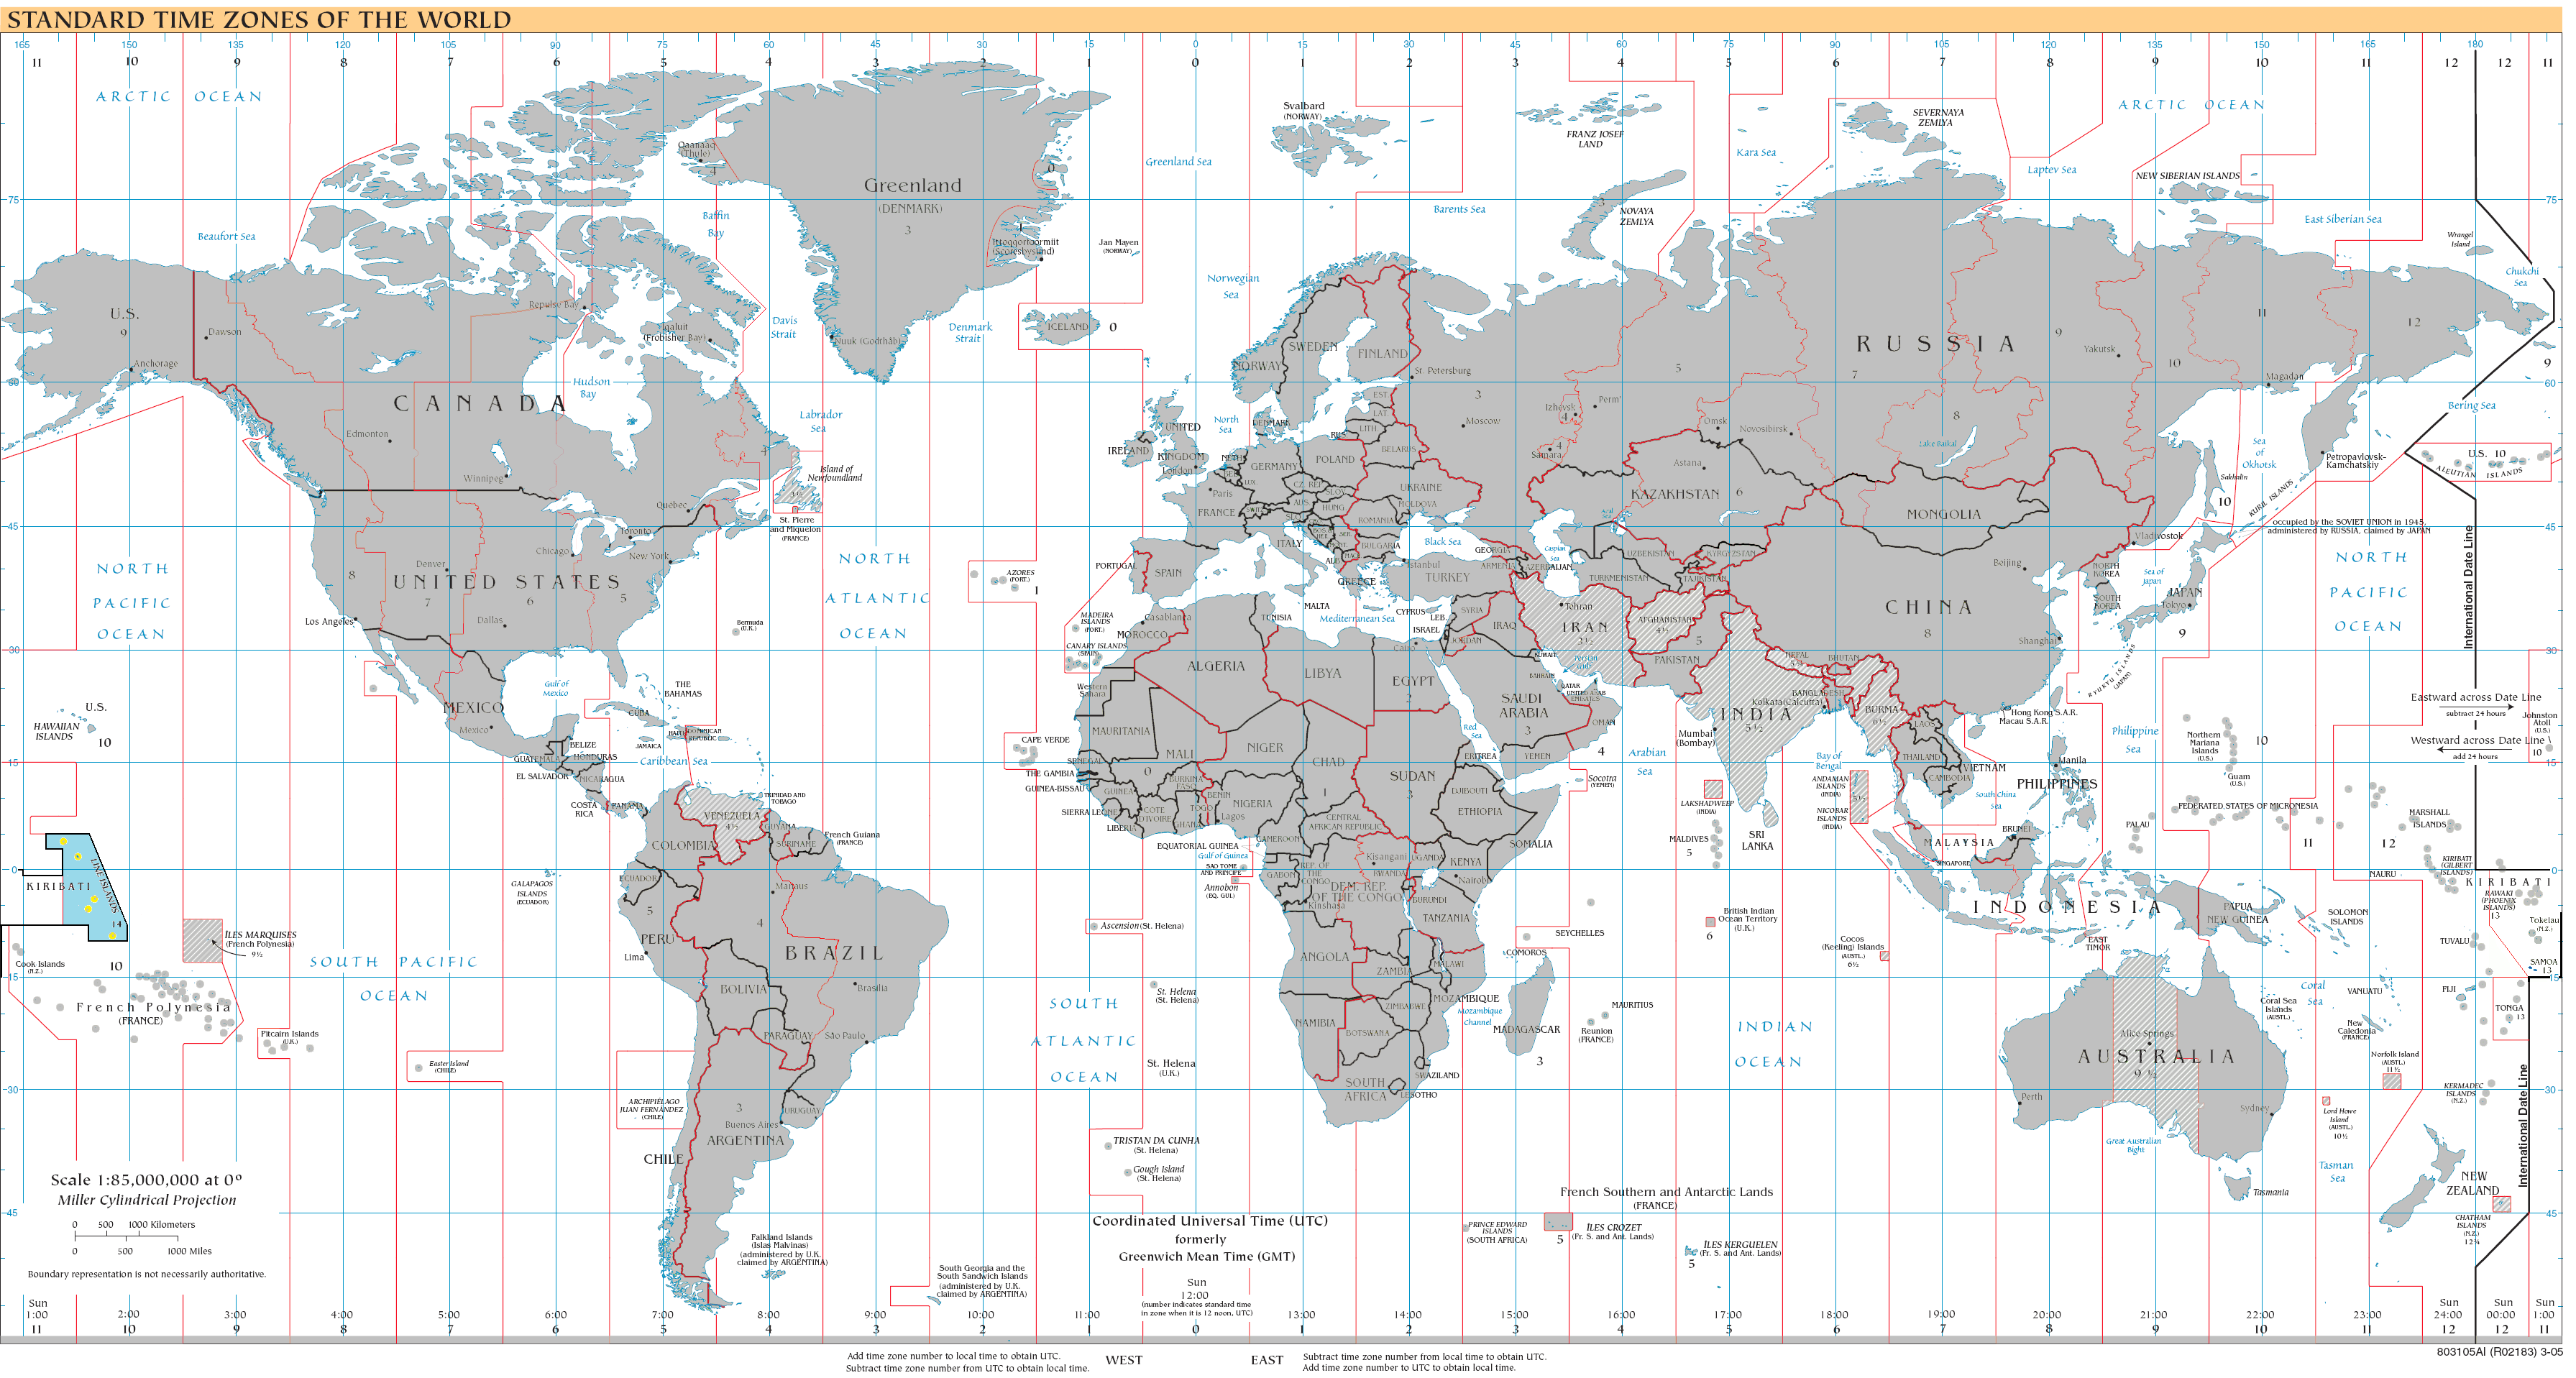 STANDARD TIME ZONES OF THE WORLD
165 150 135 120 105 90 75 60 45 30 15 0 15 30 45 60 75 90 105 120 135 150 165 180
11 10 9 8 7 6 5 4 3 2 1 0 1 2 3 4 5 6 7 8 9 10 11 12 12 11
ARCTIC OCEAN
Beaufort Sea
U.S.
9
Anchorage
Dawson
CANADA
Edmonton
Winnipeg
Repulse Bay
Iqaluit
(Frobisher Bay)
Hudson
Bay
Québec
Toronto
Baffin
Bay
Davis
Strait
Labrador
Sea
Island of
Newfoundland
3½
St. Pierre
and Miquelon
(FRANCE)
Qaanaaq
(Thule)
4
Greenland
(DENMARK)
3
Nuuk (Godthåb)
Ittoqqortoormiit
(Scoresbysund)
Denmark
Strait
ICELAND
0
Jan Mayen
(NORWAY)
Greenland Sea
Norwegian
Sea
Svalbard
(NORWAY)
Barents Sea
FRANZ JOSEF
LAND
NOVAYA
ZEMLYA
Kara Sea
SEVERNAYA
ZEMLYA
Laptev Sea
ARCTIC OCEAN
NEW SIBERIAN ISLANDS
East Siberian Sea
Wrangel
Island
Chukchi
Sea
Bering Sea
RUSSIA
St. Petersburg
Moscow
Izhevsk
Perm'
Samara
Omsk
Novosibirsk
Lake Baikal
Yakutsk
Magadan
Petropavlovsk-
Kamchatskiy
Sea
of
Okhotsk
Sakhalin
KURIL ISLANDS
occupied by the SOVIET UNION in 1945,
administered by RUSSIA, claimed by JAPAN
Vladivostok
U.S. 10
ALEUTIAN ISLANDS
Chicago
New York
Denver
UNITED STATES
8
7
6
5
Los Angeles
Dallas
Bermuda
(U.K.)
NORTH
PACIFIC
OCEAN
NORTH
ATLANTIC
OCEAN
AZORES
(PORT.)
1
MADEIRA
ISLANDS
(PORT.)
CANARY ISLANDS
(SPAIN)
Gulf of
Mexico
MEXICO
Mexico
THE
BAHAMAS
CUBA
JAMAICA
HAITI
DOMINICAN
REPUBLIC
BELIZE
HONDURAS
GUATEMALA
EL SALVADOR
NICARAGUA
COSTA
RICA
PANAMA
Caribbean Sea
TRINIDAD AND
TOBAGO
U.S.
HAWAIIAN
ISLANDS
10
KIRIBATI
LINE ISLANDS
14
Cook Islands
(N.Z.)
10
ÎLES MARQUISES
(French Polynesia)
9½
French Polynesia
(FRANCE)
Pitcairn Islands
(U.K.)
SOUTH PACIFIC
OCEAN
Easter Island
(CHILE)
GALAPAGOS
ISLANDS
(ECUADOR)
VENEZUELA
4½
GUYANA
SURINAME
French Guiana
(FRANCE)
COLOMBIA
ECUADOR
5
PERU
Lima
Manaus
4
BRAZIL
Brasília
São Paulo
BOLIVIA
PARAGUAY
ARCHIPIÉLAGO
JUAN FERNÁNDEZ
(CHILE)
3
URUGUAY
Buenos Aires
ARGENTINA
CHILE
Falkland Islands
(Islas Malvinas)
(administered by U.K.
claimed by ARGENTINA)
South Georgia and the
South Sandwich Islands
(administered by U.K.
claimed by ARGENTINA)
NORWAY
SWEDEN
FINLAND
EST.
LAT.
LITH.
RUS.
BELARUS
UNITED
KINGDOM
IRELAND
London
North
Sea
DENMARK
NETH.
GERMANY
POLAND
Paris
FRANCE
UKRAINE
MOLDOVA
ROMANIA
BULGARIA
ITALY
GREECE
PORTUGAL
SPAIN
MALTA
Mediterranean Sea
Black Sea
Istanbul
TURKEY
GEORGIA
ARMENIA
AZERBAIJAN
Caspian
Sea
CYPRUS
LEB.
ISRAEL
SYRIA
JORDAN
IRAQ
Tehran
IRAN
3½
KUWAIT
BAHRAIN
QATAR
UNITED ARAB
EMIRATES
OMAN
4
SAUDI
ARABIA
3
YEMEN
Red
Sea
Socotra
(YEMEN)
Arabian
Sea
KAZAKHSTAN
Astana
6
UZBEKISTAN
KYRGYZSTAN
TURKMENISTAN
TAJIKISTAN
AFGHANISTAN
4½
PAKISTAN
5
NEPAL
5¾
BHUTAN
BANGLADESH
Kolkata (Calcutta)
INDIA
5½
Mumbai
(Bombay)
LAKSHADWEEP
(INDIA)
MALDIVES
5
SRI
LANKA
Bay of
Bengal
ANDAMAN
ISLANDS
(INDIA)
5½
NICOBAR
ISLANDS
(INDIA)
BURMA
6½
LAOS
THAILAND
CAMBODIA
VIETNAM
MONGOLIA
CHINA
8
Beijing
Shanghai
Hong Kong S.A.R.
Macau S.A.R.
NORTH
KOREA
SOUTH
KOREA
Sea of
Japan
JAPAN
Tokyo
9
RYUKYU ISLANDS
(JAPAN)
Philippine
Sea
Manila
PHILIPPINES
South China
Sea
BRUNEI
MALAYSIA
SINGAPORE
INDONESIA
EAST
TIMOR
PALAU
Northern
Mariana
Islands
(U.S.)
Guam
(U.S.)
10
FEDERATED STATES OF MICRONESIA
11
12
MARSHALL
ISLANDS
NAURU
KIRIBATI
(GILBERT
ISLANDS)
KIRIBATI
RAWAKI
(PHOENIX
ISLANDS)
13
Tokelau
(N.Z.)
TUVALU
SAMOA
13
FIJI
TONGA
13
PAPUA
NEW GUINEA
SOLOMON
ISLANDS
VANUATU
Coral
Sea
Coral Sea
Islands
(AUSTL.)
New
Caledonia
(FRANCE)
Norfolk Island
(AUSTL.)
11½
Lord Howe
Island
(AUSTL.)
10½
KERMADEC
ISLANDS
(N.Z.)
NORTH
PACIFIC
OCEAN
International Date Line
Eastward across Date Line
subtract 24 hours
Westward across Date Line
add 24 hours
Johnston
Atoll
(U.S.)
10
Casablanca
MOROCCO
TUNISIA
ALGERIA
LIBYA
Cairo
EGYPT
2
Western
Sahara
MAURITANIA
MALI
NIGER
CHAD
SUDAN
3
ERITREA
DJIBOUTI
ETHIOPIA
SOMALIA
CAPE VERDE
SENEGAL
THE GAMBIA
GUINEA-BISSAU
GUINEA
SIERRA LEONE
LIBERIA
COTE
D'IVOIRE
BURKINA
FASO
GHANA
TOGO
BENIN
NIGERIA
Lagos
CAMEROON
CENTRAL
AFRICAN REPUBLIC
EQUATORIAL GUINEA
Gulf of Guinea
SAO TOME
AND PRINCIPE
Annobon
(EQ. GUI.)
GABON
REP. OF
THE
CONGO
DEM. REP.
OF THE CONGO
Kisangani
Kinshasa
UGANDA
RWANDA
BURUNDI
KENYA
Nairobi
TANZANIA
SEYCHELLES
COMOROS
ANGOLA
ZAMBIA
MALAWI
MOZAMBIQUE
Mozambique
Channel
ZIMBABWE
NAMIBIA
BOTSWANA
SWAZILAND
LESOTHO
SOUTH
AFRICA
MADAGASCAR
3
MAURITIUS
Reunion
(FRANCE)
Ascension (St. Helena)
St. Helena
(St. Helena)
St. Helena
(U.K.)
SOUTH
ATLANTIC
OCEAN
TRISTAN DA CUNHA
(St. Helena)
Gough Island
(St. Helena)
British Indian
Ocean Territory
(U.K.)
6
Cocos
(Keeling) Islands
(AUSTL.)
6½
INDIAN
OCEAN
French Southern and Antarctic Lands
(FRANCE)
PRINCE EDWARD
ISLANDS
(SOUTH AFRICA)
ÎLES CROZET
(Fr. S. and Ant. Lands)
5
ÎLES KERGUELEN
(Fr. S. and Ant. Lands)
5
AUSTRALIA
9½
Alice Springs
Perth
Sydney
Great Australian
Bight
Tasmania
Tasman
Sea
NEW
ZEALAND
CHATHAM
ISLANDS
(N.Z.)
12¾
International Date Line
Scale 1:85,000,000 at 0°
Miller Cylindrical Projection
0 500 1000 Kilometers
0 500 1000 Miles
Boundary representation is not necessarily authoritative.
Coordinated Universal Time (UTC)
formerly
Greenwich Mean Time (GMT)
Sun
12:00
(number indicates standard time
in zone when it is 12 noon, UTC)
Sun Sun Sun Sun
1:00 2:00 3:00 4:00 5:00 6:00 7:00 8:00 9:00 10:00 11:00 13:00 14:00 15:00 16:00 17:00 18:00 19:00 20:00 21:00 22:00 23:00 24:00 00:00 1:00
11 10 9 8 7 6 5 4 3 2 1 0 1 2 3 4 5 6 7 8 9 10 11 12 12 11
Add time zone number to local time to obtain UTC.
Subtract time zone number from UTC to obtain local time.
WEST
EAST
Subtract time zone number from local time to obtain UTC.
Add time zone number to UTC to obtain local time.
803105AI (R02183) 3-05